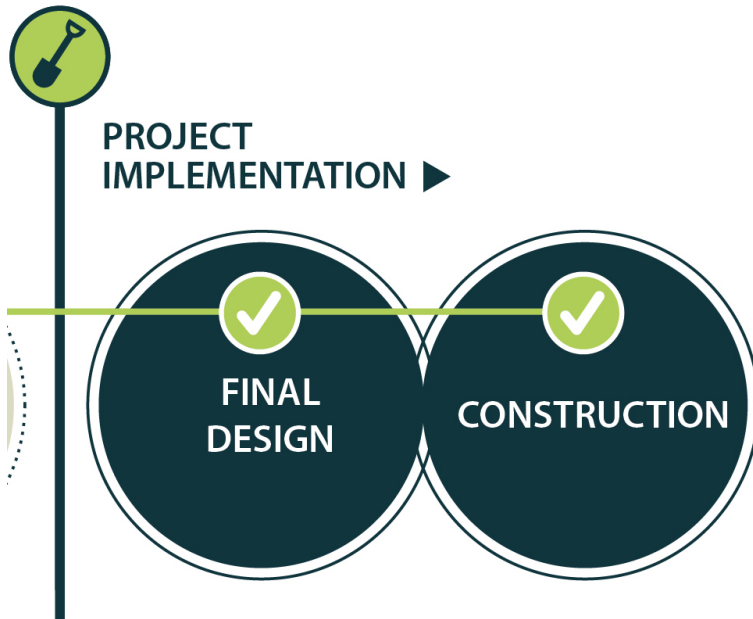 PROJECT
IMPLEMENTATION
FINAL
DESIGN
CONSTRUCTION